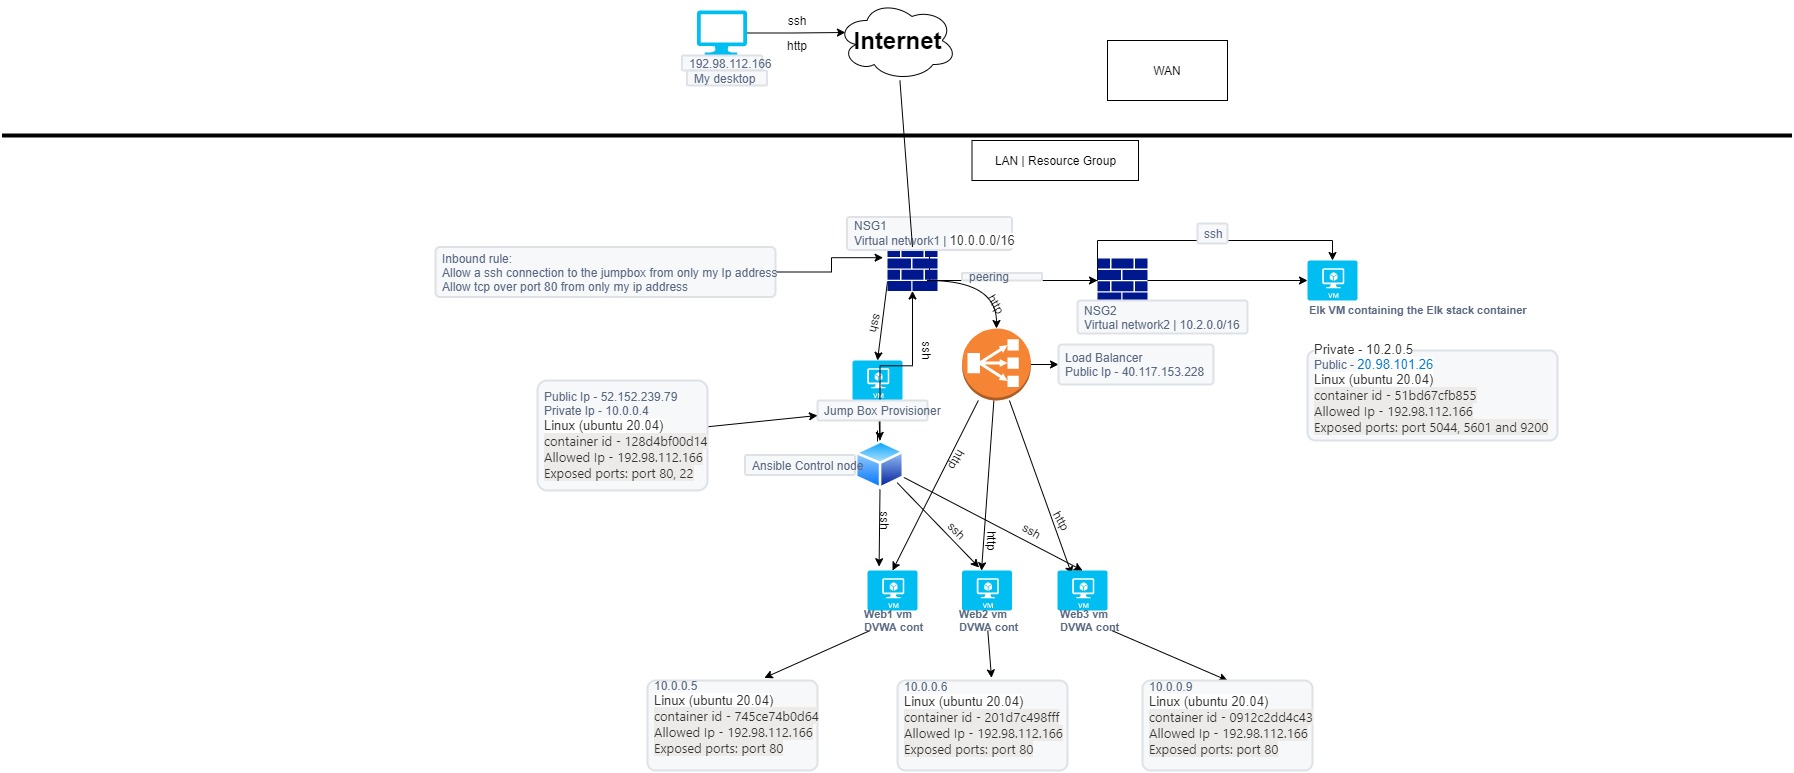 ssh
http
Internet
192.98.112.166
My desktop
WAN
LAN | Resource Group
NSG1
Virtual network1 | 10.0.0.0/16
Inbound rule:
Allow a ssh connection to the jumpbox from only my Ip address
Allow tcp over port 80 from only my ip address
peering
ssh
http
NSG2
Virtual network2 | 10.2.0.0/16
VM
Elk VM containing the Elk stack container
ssh
ssh
Load Balancer
Public Ip - 40.117.153.228
Private - 10.2.0.5
Public - 20.98.101.26
Linux (ubuntu 20.04)
container id - 51bd67cfb855
Allowed Ip - 192.98.112.166
Exposed ports: port 5044, 5601 and 9200
VM
Jump Box Provisioner
Public Ip - 52.152.239.79
Private Ip - 10.0.0.4
Linux (ubuntu 20.04)
container id - 128d4bf00d14
Allowed Ip - 192.98.112.166
Exposed ports: port 80, 22
Ansible Control node
http
ssh
ssh
http
ssh
http
VM
Web1 vm
DVWA cont
VM
Web2 vm
DVWA cont
VM
Web3 vm
DVWA cont
10.0.0.5
Linux (ubuntu 20.04)
container id - 745ce74b0d64
Allowed Ip - 192.98.112.166
Exposed ports: port 80
10.0.0.6
Linux (ubuntu 20.04)
container id - 201d7c498fff
Allowed Ip - 192.98.112.166
Exposed ports: port 80
10.0.0.9
Linux (ubuntu 20.04)
container id - 0912c2dd4c43
Allowed Ip - 192.98.112.166
Exposed ports: port 80